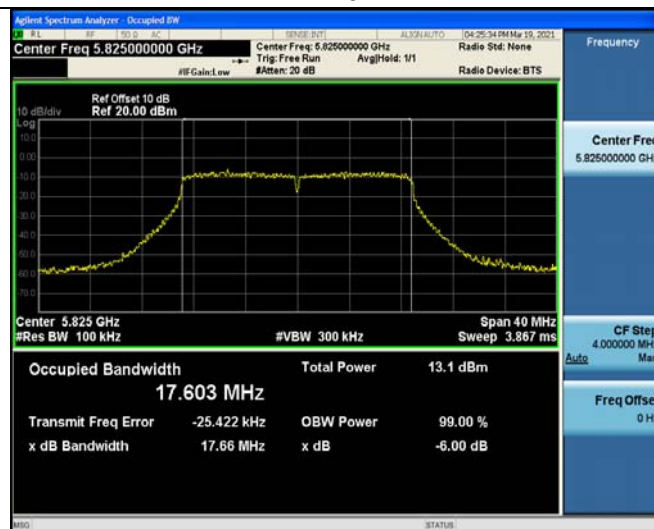 Agilent Spectrum Analyzer - Occupied BW
RL RF 50 Ω AC SENSE:INT ALIGN AUTO 04:25:34 PM Mar 19, 2021
Center Freq 5.825000000 GHz
Center Freq: 5.825000000 GHz
Radio Std: None
Trig: Free Run Avg|Hold: 1/1
#IFGain:Low #Atten: 20 dB Radio Device: BTS
Ref Offset 10 dB
10 dB/div Ref 20.00 dBm
Log
10.0
0.00
-10.0
-20.0
-30.0
-40.0
-50.0
-60.0
-70.0
Center 5.825 GHz Span 40 MHz
#Res BW 100 kHz #VBW 300 kHz Sweep 3.867 ms
Occupied Bandwidth Total Power 13.1 dBm
17.603 MHz
Transmit Freq Error -25.422 kHz OBW Power 99.00 %
x dB Bandwidth 17.66 MHz x dB -6.00 dB
MSG STATUS
Frequency
Center Fre
5.825000000 GH
CF Step
4.000000 MH
Auto Ma
Freq Offse
0 H